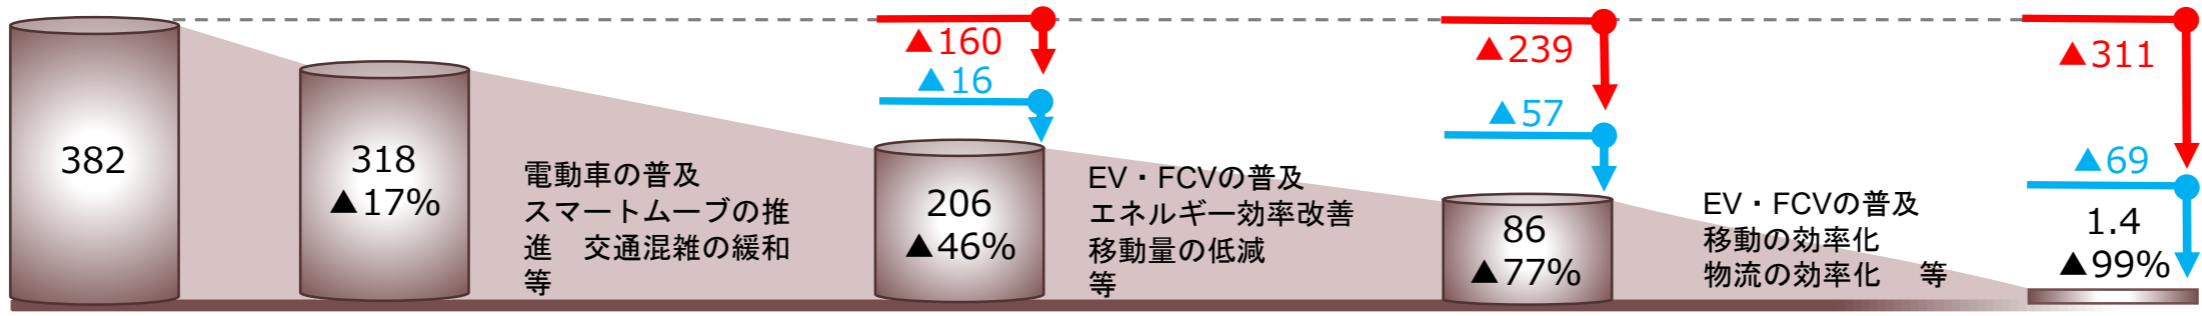 382
318
▲17%
電動車の普及
スマートムーブの推
進　交通混雑の緩和
等
▲160
▲16
206
▲46%
EV・FCVの普及
エネルギー効率改善
移動量の低減
等
▲239
▲57
86
▲77%
EV・FCVの普及
移動の効率化
物流の効率化　等
▲311
▲69
1.4
▲99%